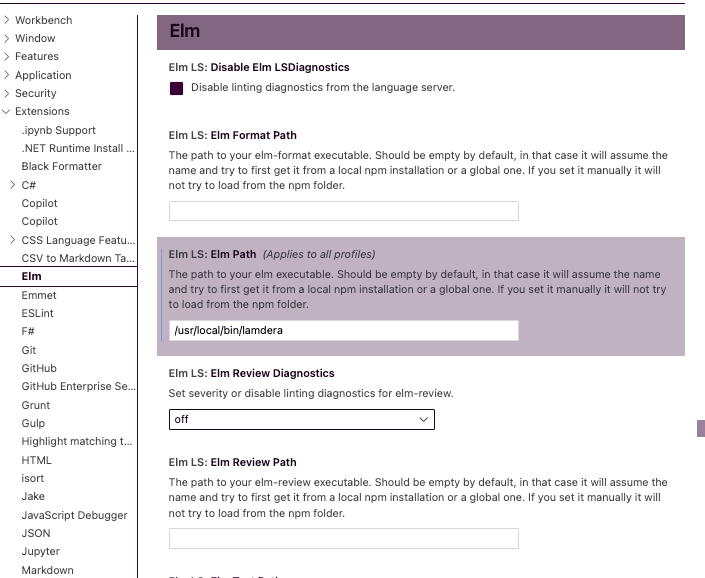 Workbench
Window
Features
Application
Security
Extensions
.ipynb Support
.NET Runtime Install ...
Black Formatter
C#
Copilot
Copilot
CSS Language Featu...
CSV to Markdown Ta...
Elm
Emmet
ESLint
F#
Git
GitHub
GitHub Enterprise Se...
Grunt
Gulp
Highlight matching t...
HTML
isort
Jake
JavaScript Debugger
JSON
Jupyter
Markdown
Elm
Elm LS: Disable Elm LSDiagnostics
Disable linting diagnostics from the language server.
Elm LS: Elm Format Path
The path to your elm-format executable. Should be empty by default, in that case it will assume the
name and try to first get it from a local npm installation or a global one. If you set it manually it will
not try to load from the npm folder.
Elm LS: Elm Path (Applies to all profiles)
The path to your elm executable. Should be empty by default, in that case it will assume the name
and try to first get it from a local npm installation or a global one. If you set it manually it will not try
to load from the npm folder.
/usr/local/bin/lamdera
Elm LS: Elm Review Diagnostics
Set severity or disable linting diagnostics for elm-review.
off
Elm LS: Elm Review Path
The path to your elm-review executable. Should be empty by default, in that case it will assume the
name and try to first get it from a local npm installation or a global one. If you set it manually it will
not try to load from the npm folder.